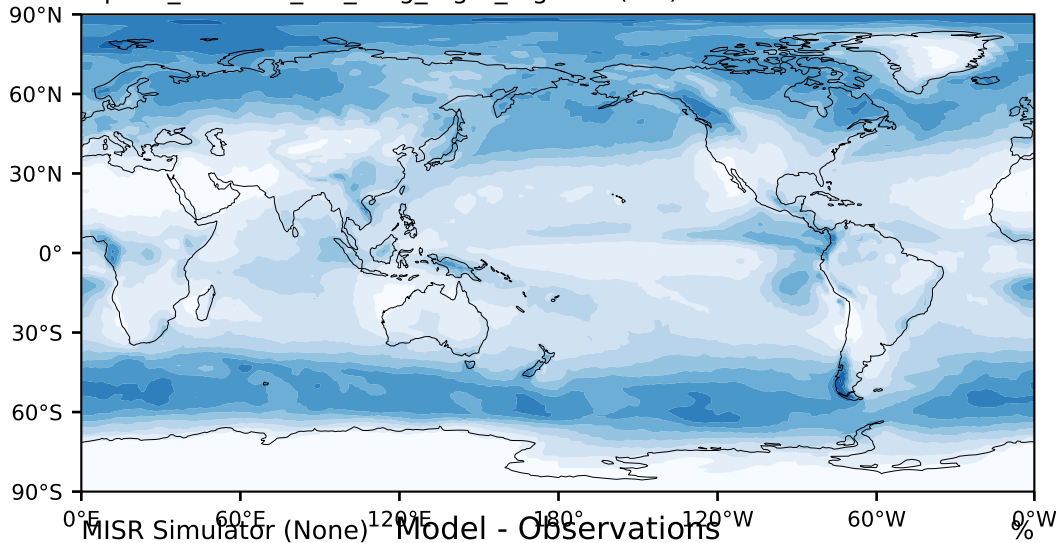 90°N
60°N
30°N
0°
30°S
60°S
90°S
0°E 60°E 120°E 180° 120°W 60°W 0°W
MISR Simulator (None) Model - Observations %